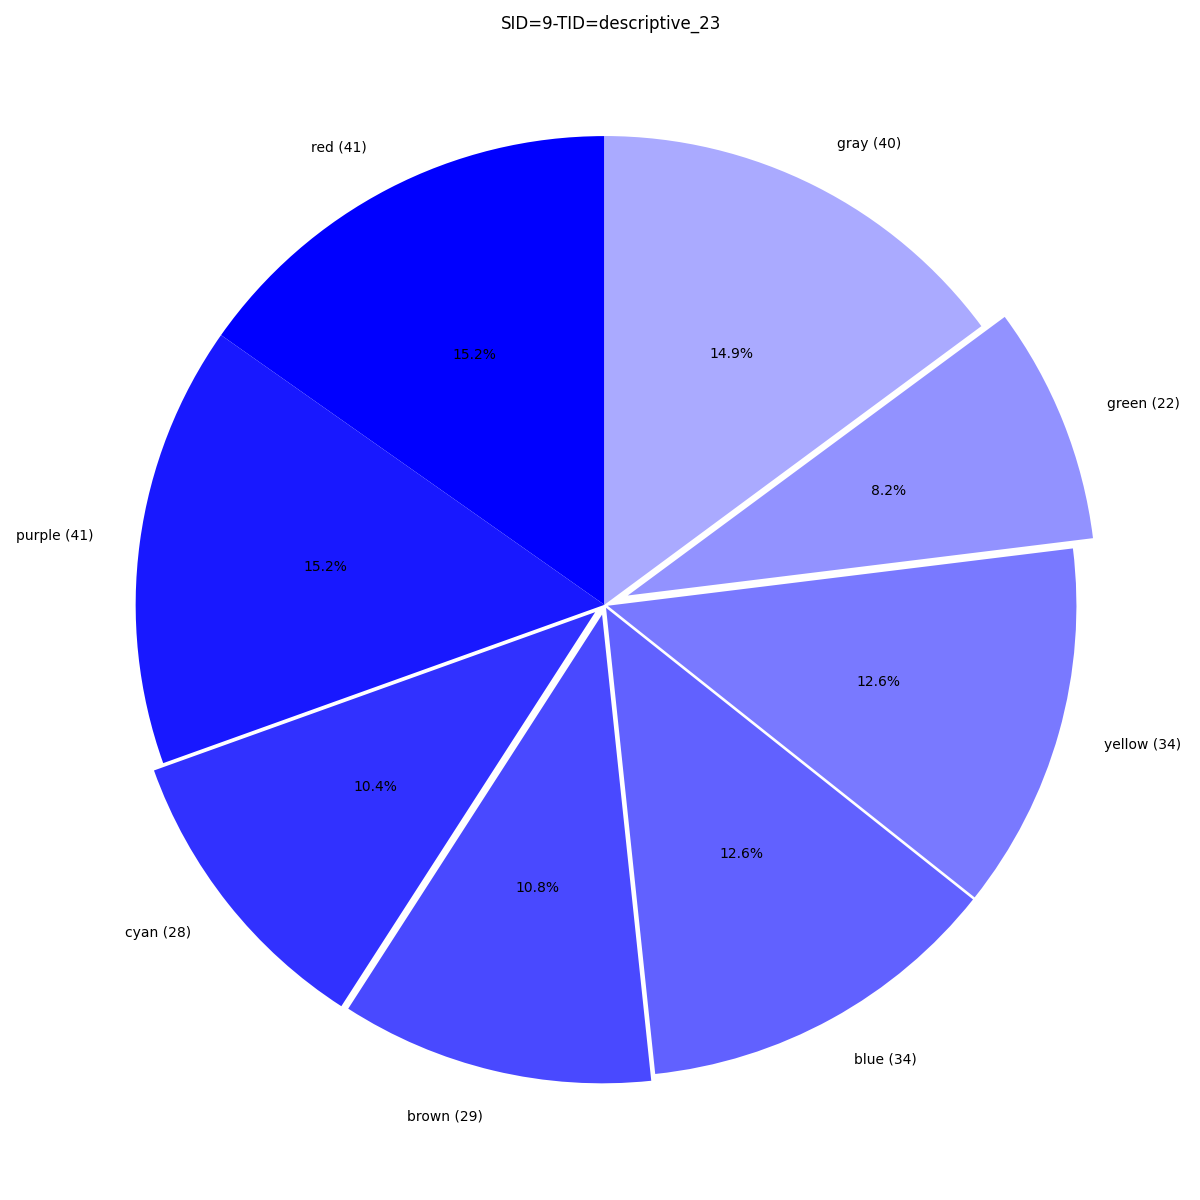 SID=9-TID=descriptive_23
gray (40)
red (41)
14.9%
15.2%
green (22)
8.2%
purple (41)
15.2%
12.6%
yellow (34)
10.4%
12.6%
10.8%
cyan (28)
blue (34)
brown (29)